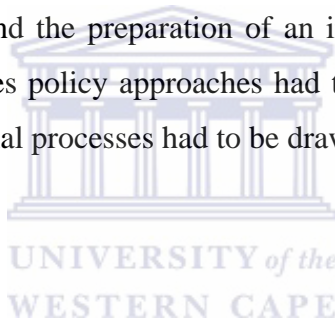 nd the preparation of an i
es policy approaches had t
al processes had to be draw
UNIVERSITY of the
WESTERN CAPE